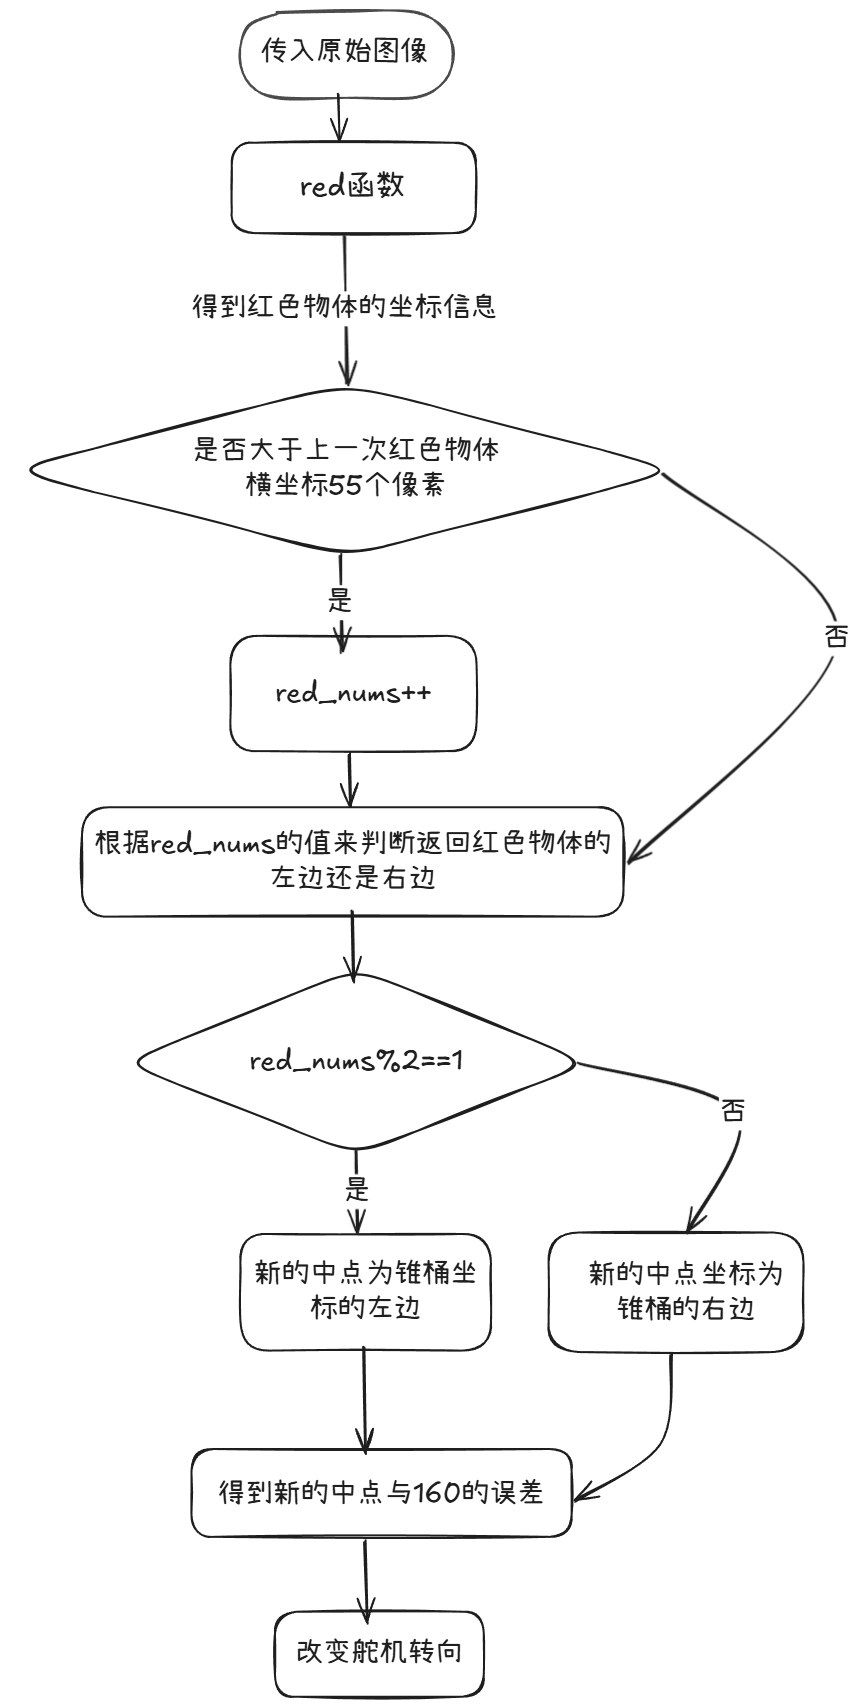 传入原始图像
red函数
得到红色物体的坐标信息
是否大于上一次红色物体
横坐标55个像素
是
否
red_nums++
根据red_nums的值来判断返回红色物体的
左边还是右边
red_nums%2==1
否
是
新的中点为锥桶坐
标的左边
新的中点坐标为
锥桶的右边
得到新的中点与160的误差
改变舵机转向